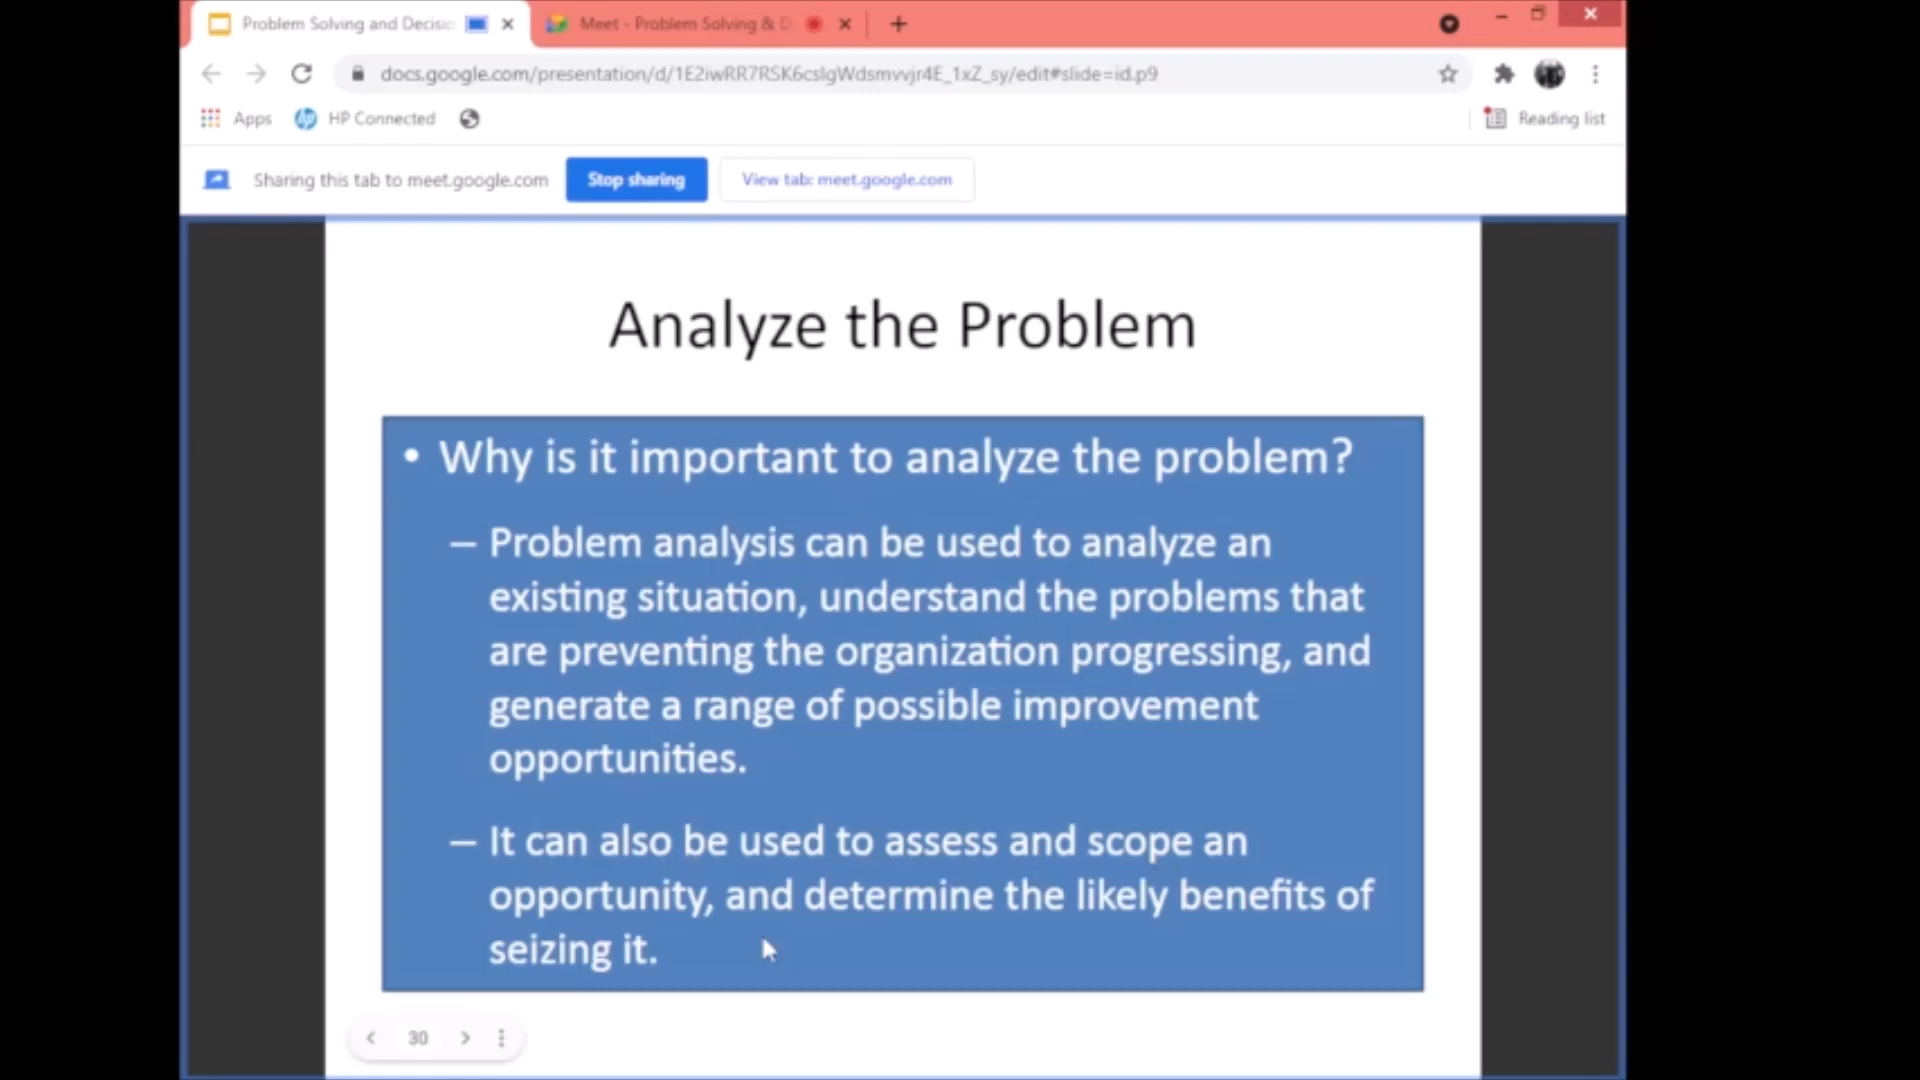 Problem Solving and Decisio
Meet - Problem Solving & D
docs.google.com/presentation/d/1E2iwRR7RSK6cslgWdsmvvjr4E_1xZ_sy/edit#slide=id.p9
Apps
HP Connected
Reading list
Sharing this tab to meet.google.com
Stop sharing
View tab: meet.google.com
Analyze the Problem
• Why is it important to analyze the problem?
– Problem analysis can be used to analyze an
existing situation, understand the problems that
are preventing the organization progressing, and
generate a range of possible improvement
opportunities.
– It can also be used to assess and scope an
opportunity, and determine the likely benefits of
seizing it.
30